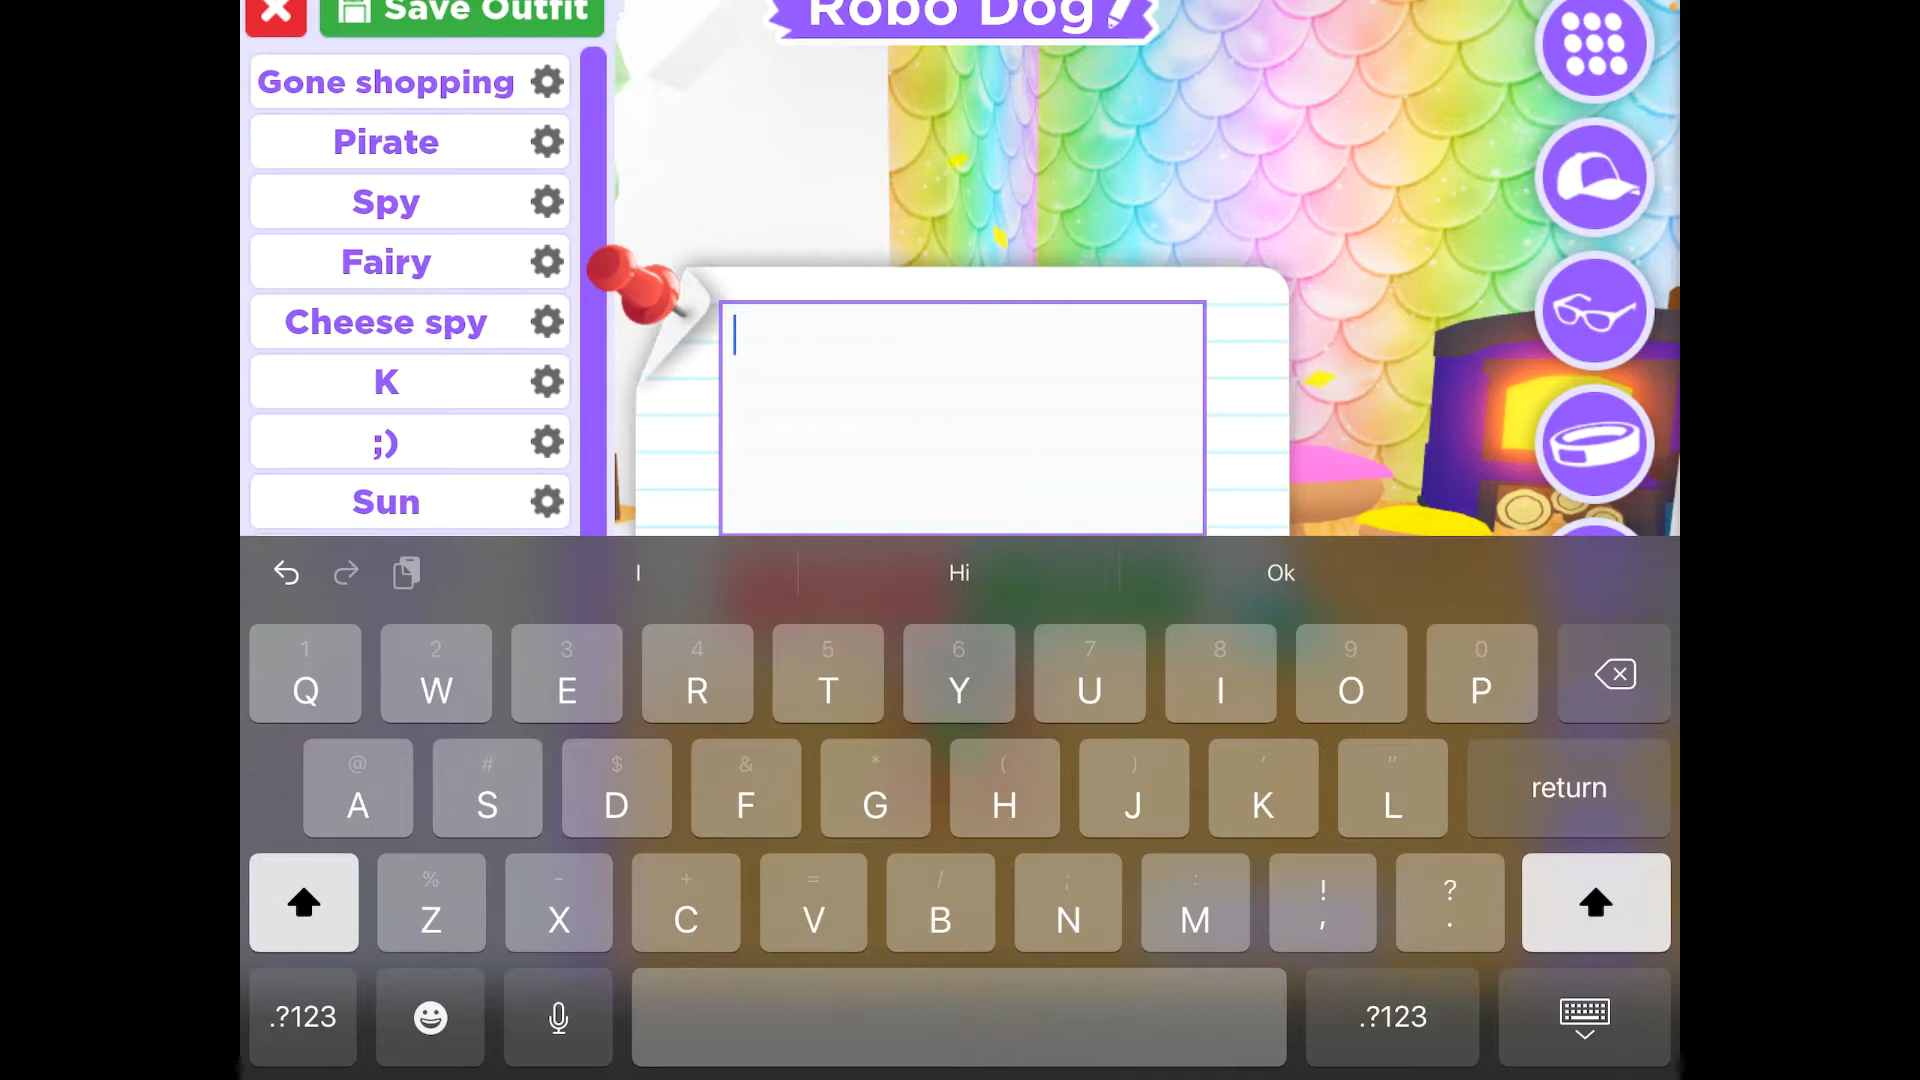 Save Outfit
Robo Dog
Gone shopping
Pirate
Spy
Fairy
Cheese spy
K
;)
Sun
I Hi Ok
1 2 3 4 5 6 7 8 9 0
Q W E R T Y U I O P
@ # $ & * ( ) ' "
A S D F G H J K L return
% - + = / ; : ! ?
Z X C V B N M , .
.?123 .?123